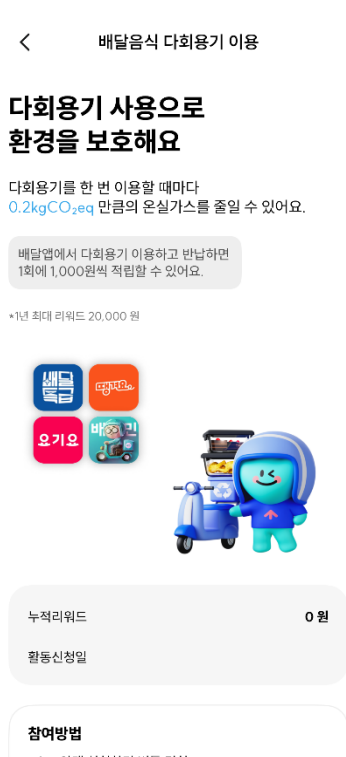 배달음식 다회용기 이용
다회용기 사용으로
환경을 보호해요
다회용기를 한 번 이용할 때마다
0.2kgCO₂eq 만큼의 온실가스를 줄일 수 있어요.
배달앱에서 다회용기 이용하고 반납하면
1회에 1,000원씩 적립할 수 있어요.
*1년 최대 리워드 20,000 원
배달
특급
땡겨요
요기요
누적리워드 0 원
활동신청일
참여방법